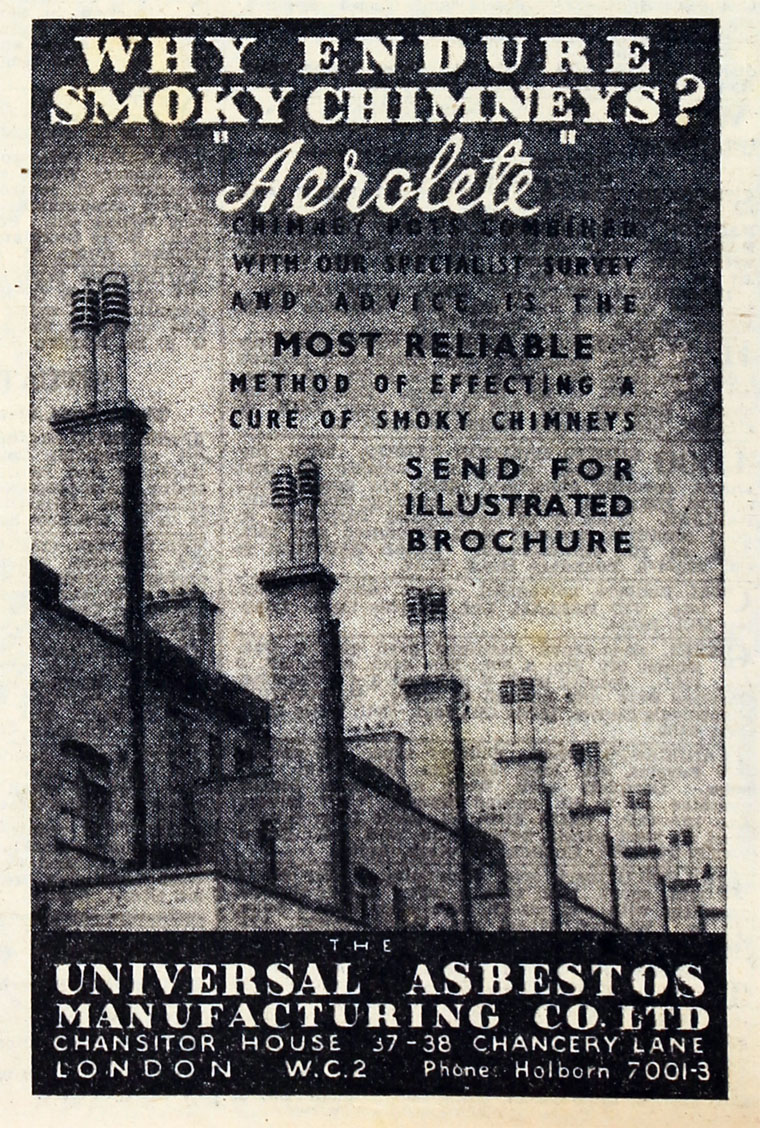 WHY ENDURE
SMOKY CHIMNEYS?
"Aerolete"
CHIMNEY POTS COMBINED
WITH OUR SPECIALIST SURVEY
AND ADVICE IS THE
MOST RELIABLE
METHOD OF EFFECTING A
CURE OF SMOKY CHIMNEYS
SEND FOR
ILLUSTRATED
BROCHURE
THE
UNIVERSAL ASBESTOS
MANUFACTURING CO. LTD
CHANSITOR HOUSE 37-38 CHANCERY LANE
LONDON W.C.2 Phone: Holborn 7001-3